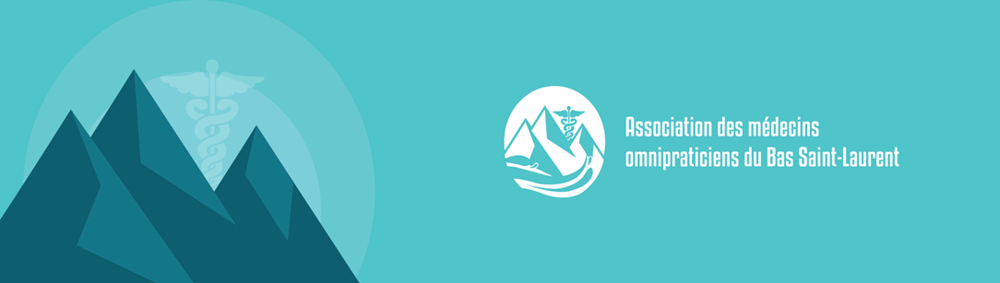 Association des médecins
omnipraticiens du Bas Saint-Laurent